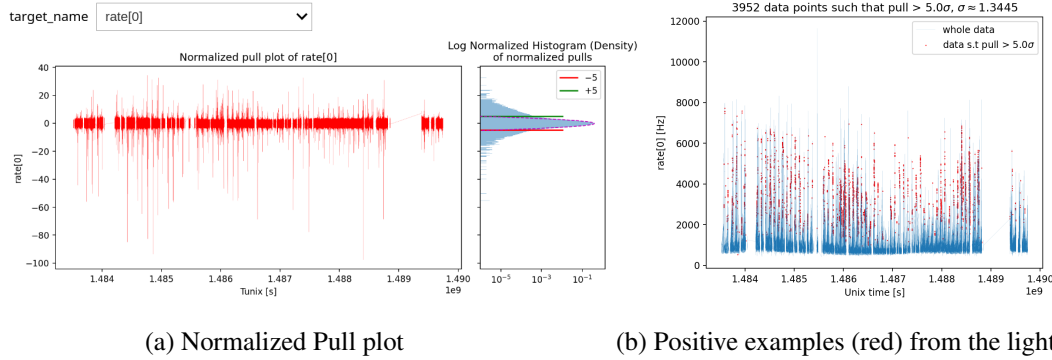 target_name rate[0]
Normalized pull plot of rate[0]
rate[0]
40
20
0
−20
−40
−60
−80
−100
1.484 1.485 1.486 1.487 1.488 1.489 1.490
1e9
Tunix [s]
Log Normalized Histogram (Density)
of normalized pulls
−5
+5
10⁻⁵ 10⁻³ 10⁻¹
3952 data points such that pull > 5.0σ, σ ≈ 1.3445
whole data
data s.t pull > 5.0σ
rate[0] [Hz]
12000
10000
8000
6000
4000
2000
0
1.484 1.485 1.486 1.487 1.488 1.489 1.490
1e9
Unix time [s]
(a) Normalized Pull plot
(b) Positive examples (red) from the light